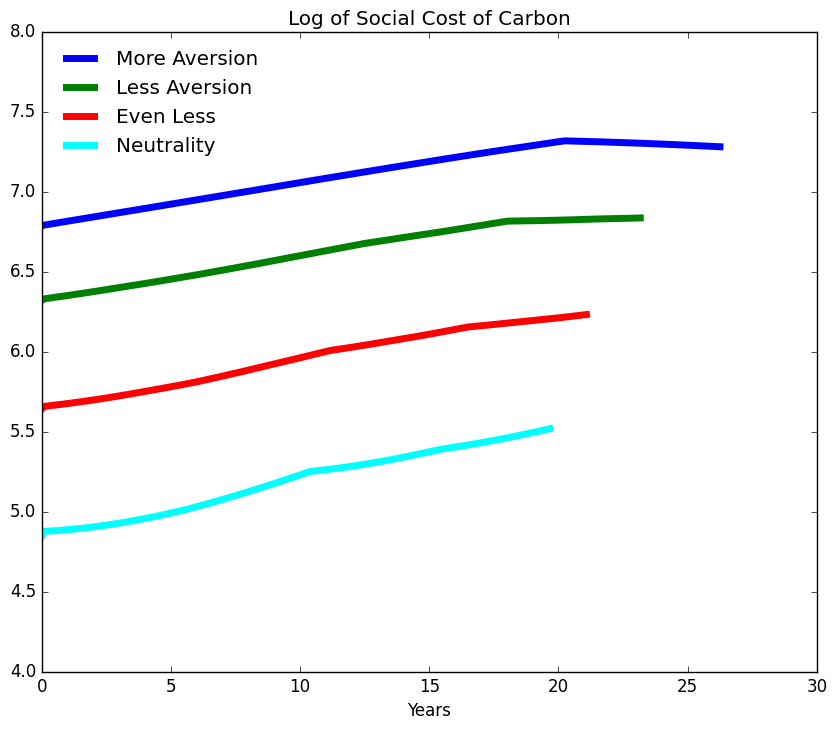 Log of Social Cost of Carbon
8.0
7.5
7.0
6.5
6.0
5.5
5.0
4.5
4.0
More Aversion
Less Aversion
Even Less
Neutrality
0 5 10 15 20 25 30
Years